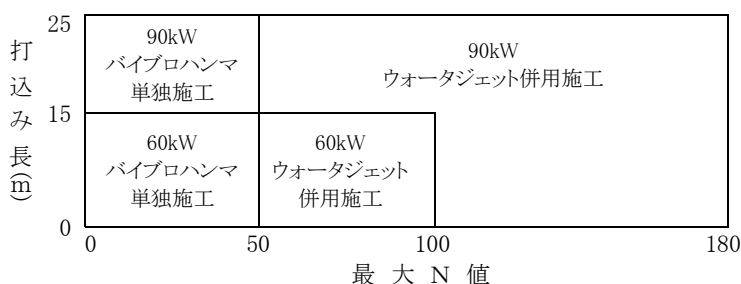 25
90kW
バイブロハンマ
単独施工
90kW
ウォータジェット併用施工
打込み長(m)
15
60kW
バイブロハンマ
単独施工
60kW
ウォータジェット
併用施工
0
0
50
100
180
最 大 N 値